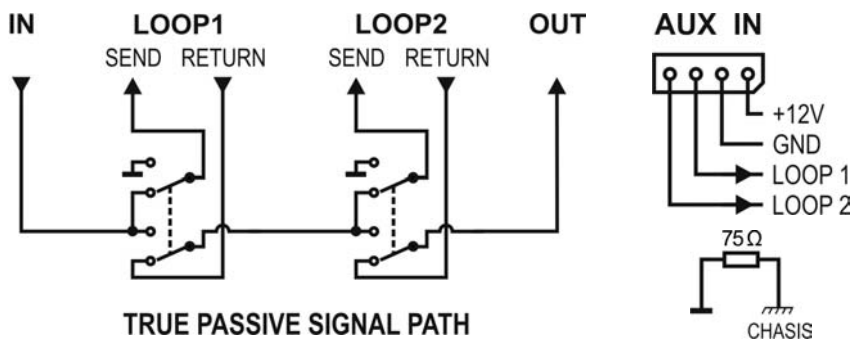 IN LOOP1 LOOP2 OUT AUX IN
SEND RETURN SEND RETURN
+12V
GND
LOOP 1
LOOP 2
75Ω
CHASIS
TRUE PASSIVE SIGNAL PATH